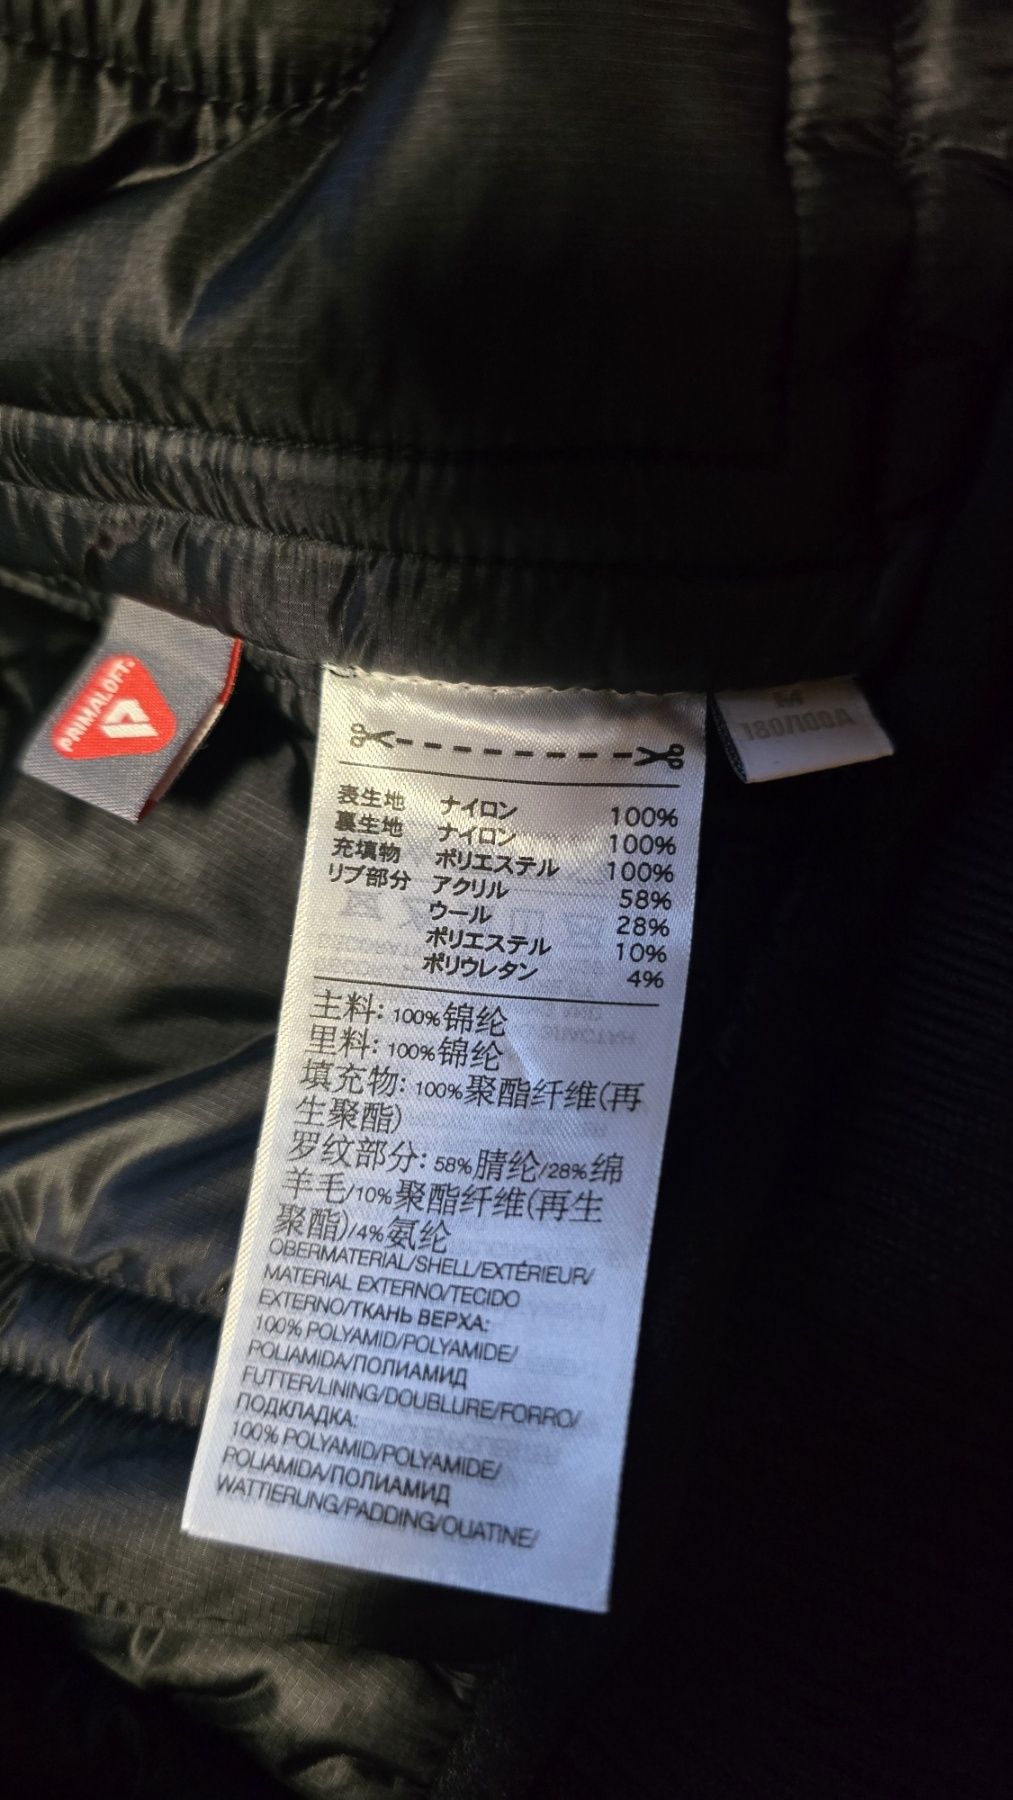 PRIMALOFT®
M
180/100A
表生地 ナイロン 100%
裏生地 ナイロン 100%
充填物 ポリエステル 100%
リブ部分 アクリル 58%
ウール 28%
ポリエステル 10%
ポリウレタン 4%
主料: 100%锦纶
里料: 100%锦纶
填充物: 100%聚酯纤维(再
生聚酯)
罗纹部分: 58%腈纶/28%绵
羊毛/10%聚酯纤维(再生
聚酯)/4%氨纶
OBERMATERIAL/SHELL/EXTÉRIEUR/
MATERIAL EXTERNO/TECIDO
EXTERNO/ТКАНЬ ВЕРХА:
100% POLYAMID/POLYAMIDE/
POLIAMIDA/ПОЛИАМИД
FUTTER/LINING/DOUBLURE/FORRO/
ПОДКЛАДКА:
100% POLYAMID/POLYAMIDE/
POLIAMIDA/ПОЛИАМИД
WATTIERUNG/PADDING/OUATINE/